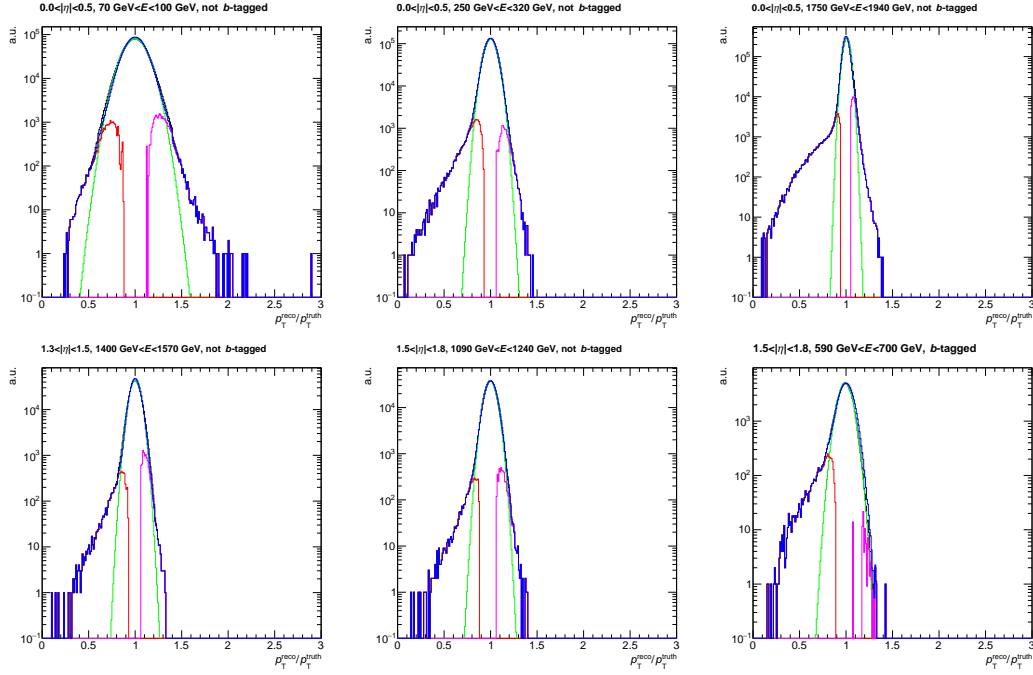 0.0<|η|<0.5, 70 GeV<E<100 GeV, not b-tagged
a.u.
10⁵
10⁴
10³
10²
10
1
10⁻¹
0 0.5 1 1.5 2 2.5 3
p_T^reco/p_T^truth
0.0<|η|<0.5, 250 GeV<E<320 GeV, not b-tagged
a.u.
10⁵
10⁴
10³
10²
10
1
10⁻¹
0 0.5 1 1.5 2 2.5 3
p_T^reco/p_T^truth
0.0<|η|<0.5, 1750 GeV<E<1940 GeV, not b-tagged
a.u.
10⁵
10⁴
10³
10²
10
1
10⁻¹
0 0.5 1 1.5 2 2.5 3
p_T^reco/p_T^truth
1.3<|η|<1.5, 1400 GeV<E<1570 GeV, not b-tagged
a.u.
10⁴
10³
10²
10
1
10⁻¹
0 0.5 1 1.5 2 2.5 3
p_T^reco/p_T^truth
1.5<|η|<1.8, 1090 GeV<E<1240 GeV, not b-tagged
a.u.
10⁴
10³
10²
10
1
10⁻¹
0 0.5 1 1.5 2 2.5 3
p_T^reco/p_T^truth
1.5<|η|<1.8, 590 GeV<E<700 GeV, b-tagged
a.u.
10³
10²
10
1
10⁻¹
0 0.5 1 1.5 2 2.5 3
p_T^reco/p_T^truth